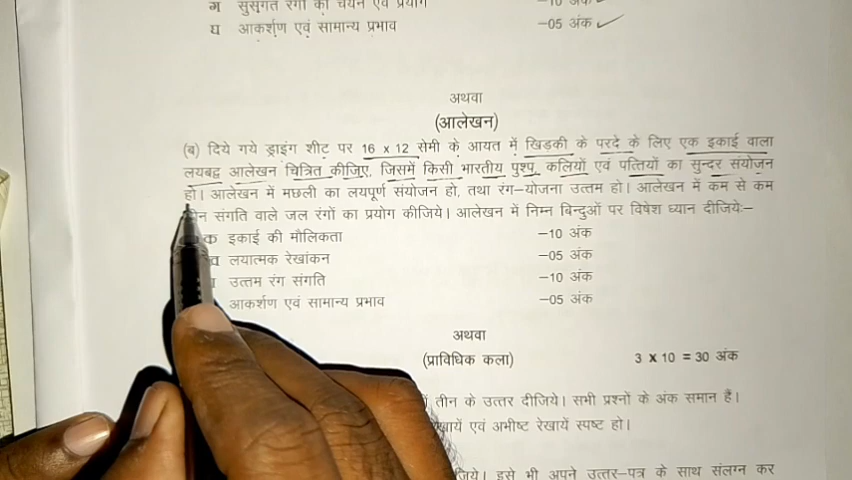 ग सुसंगत रंगों का चयन एवं प्रयोग –10 अंक
घ आकर्शण एवं सामान्य प्रभाव –05 अंक
अथवा
(आलेखन)
(ब) दिये गये ड्राइंग शीट पर 16 x 12 सेमी के आयत में खिड़की के परदे के लिए एक इकाई वाला
लयबद्व आलेखन चित्रित कीजिए, जिसमें किसी भारतीय पुश्प, कलियों एवं पत्तियों का सुन्दर संयोजन
हो। आलेखन में मछली का लयपूर्ण संयोजन हो, तथा रंग–योजना उत्तम हो। आलेखन में कम से कम
तीन संगति वाले जल रंगों का प्रयोग कीजिये। आलेखन में निम्न बिन्दुओं पर विषेश ध्यान दीजियेः–
क इकाई की मौलिकता –10 अंक
लयात्मक रेखांकन –05 अंक
उत्तम रंग संगति –10 अंक
आकर्शण एवं सामान्य प्रभाव –05 अंक
अथवा
(प्राविधिक कला) 3 x 10 = 30 अंक
तीन के उत्तर दीजिये। सभी प्रश्नों के अंक समान हैं।
एवं अभीष्ट रेखायें स्पष्ट हो।
इसे भी अपने उत्तर–पत्र के साथ संलग्न कर